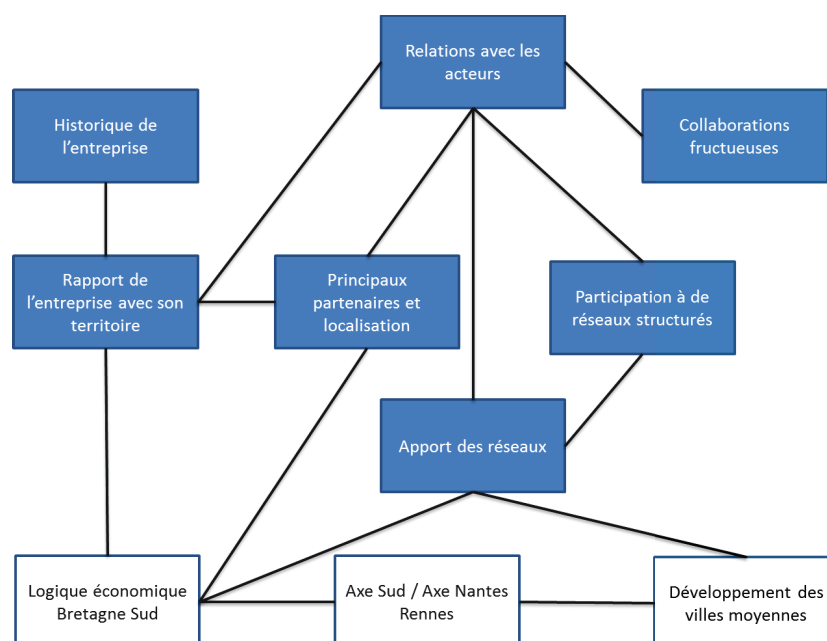 Relations avec les
acteurs
Historique de
l’entreprise
Collaborations
fructueuses
Rapport de
l’entreprise avec son
territoire
Principaux
partenaires et
localisation
Participation à de
réseaux structurés
Apport des réseaux
Logique économique
Bretagne Sud
Axe Sud / Axe Nantes
Rennes
Développement des
villes moyennes